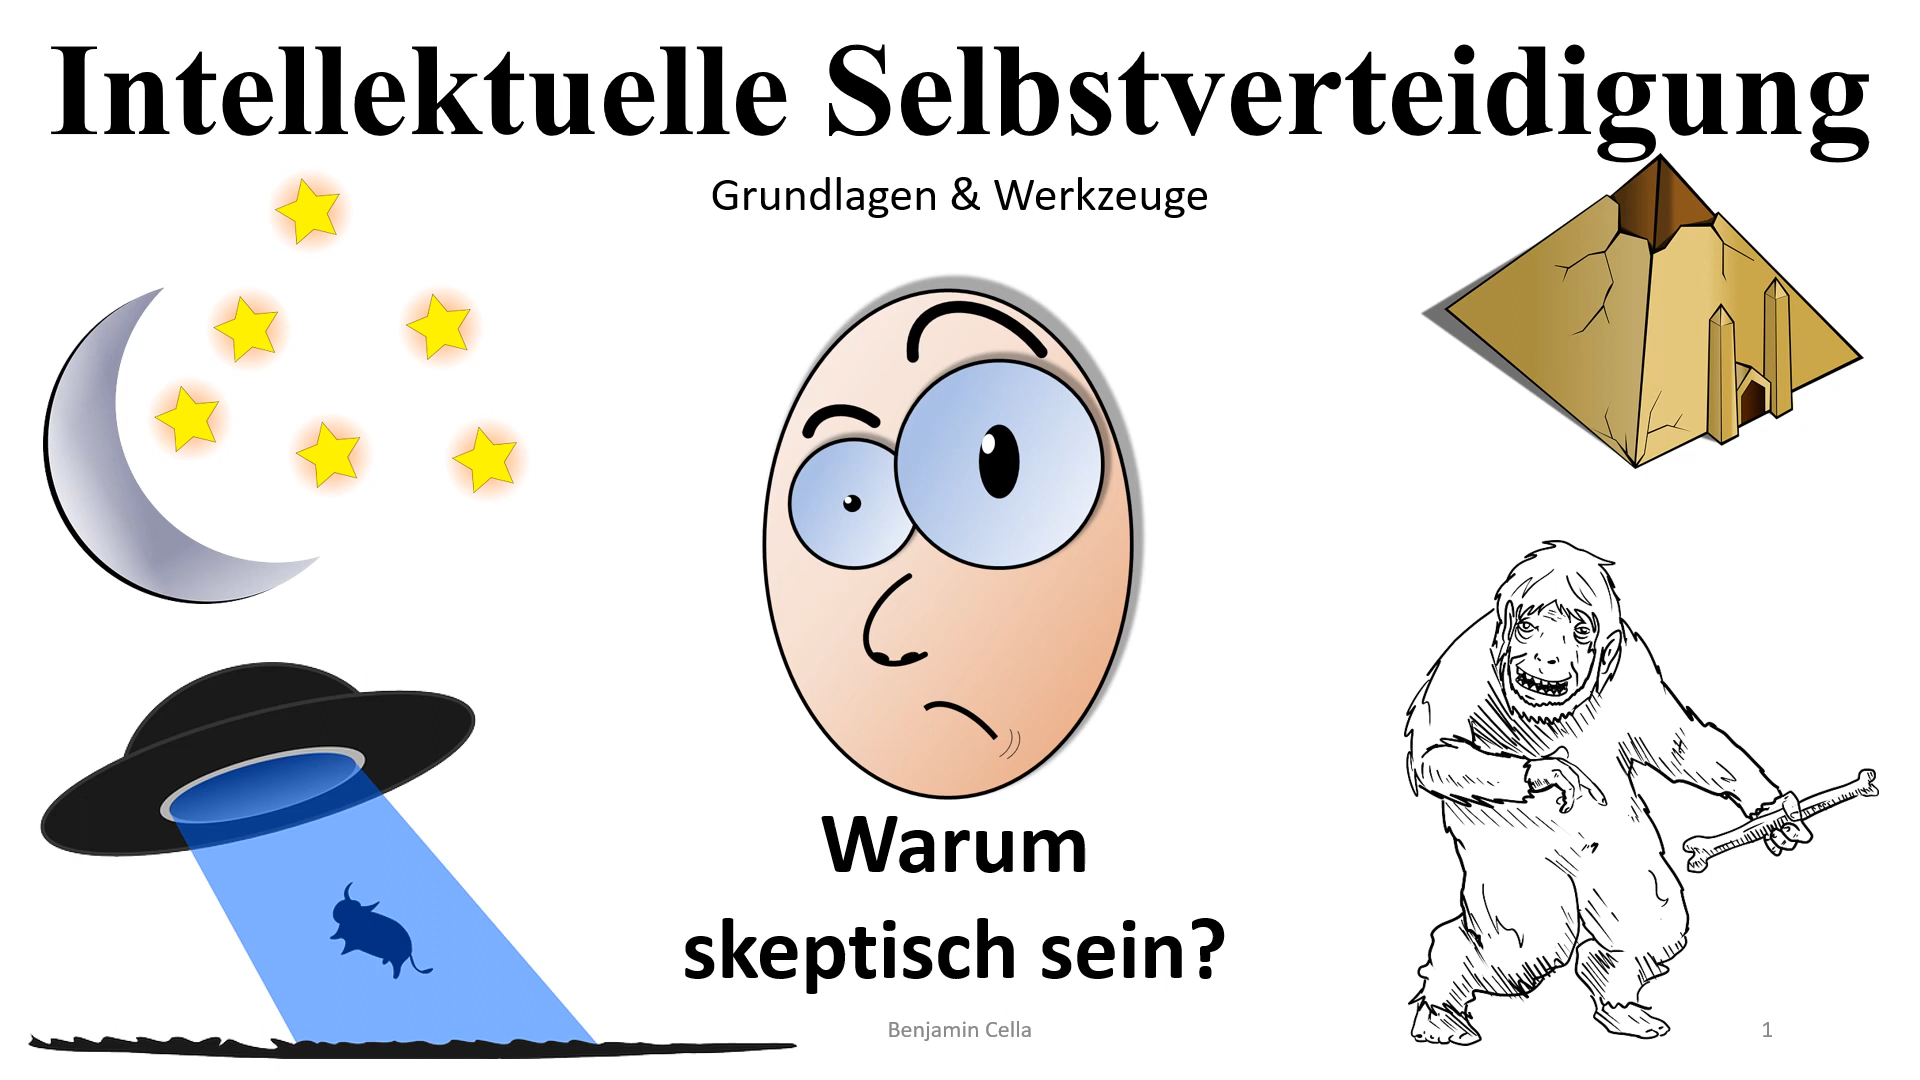 Intellektuelle Selbstverteidigung
Grundlagen & Werkzeuge
Warum
skeptisch sein?
Benjamin Cella
1